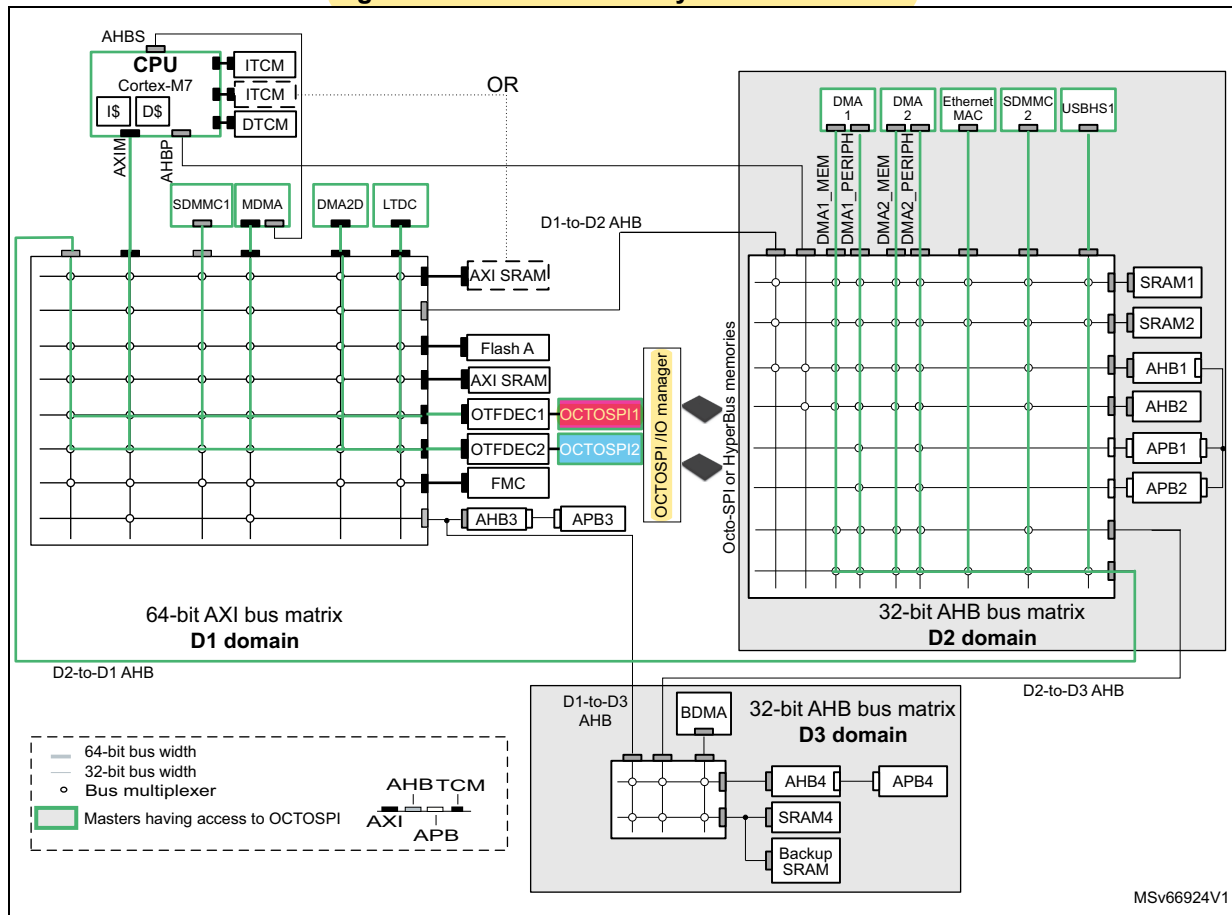 AHBS
CPU
Cortex-M7
I$
D$
ITCM
ITCM
DTCM
OR
AXIM
AHBP
SDMMC1
MDMA
DMA2D
LTDC
D1-to-D2 AHB
DMA
1
DMA
2
Ethernet
MAC
SDMMC
2
USBHS1
DMA1_MEM
DMA1_PERIPH
DMA2_MEM
DMA2_PERIPH
AXI SRAM
Flash A
AXI SRAM
OTFDEC1
OCTOSPI1
OTFDEC2
OCTOSPI2
FMC
AHB3
APB3
OCTOSPI /IO manager
Octo-SPI or HyperBus memories
SRAM1
SRAM2
AHB1
AHB2
APB1
APB2
64-bit AXI bus matrix
D1 domain
32-bit AHB bus matrix
D2 domain
D2-to-D1 AHB
D1-to-D3
AHB
D2-to-D3 AHB
BDMA
32-bit AHB bus matrix
D3 domain
AHB4
APB4
SRAM4
Backup
SRAM
64-bit bus width
32-bit bus width
Bus multiplexer
Masters having access to OCTOSPI
AHB
TCM
AXI
APB
MSv66924V1